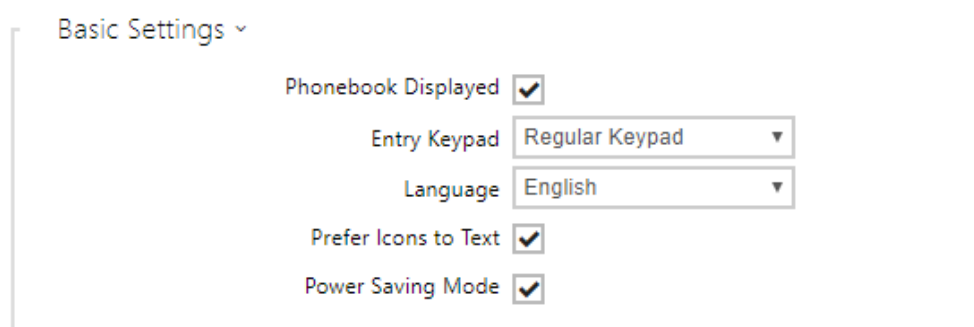 Basic Settings
Phonebook Displayed
Entry Keypad Regular Keypad
Language English
Prefer Icons to Text
Power Saving Mode